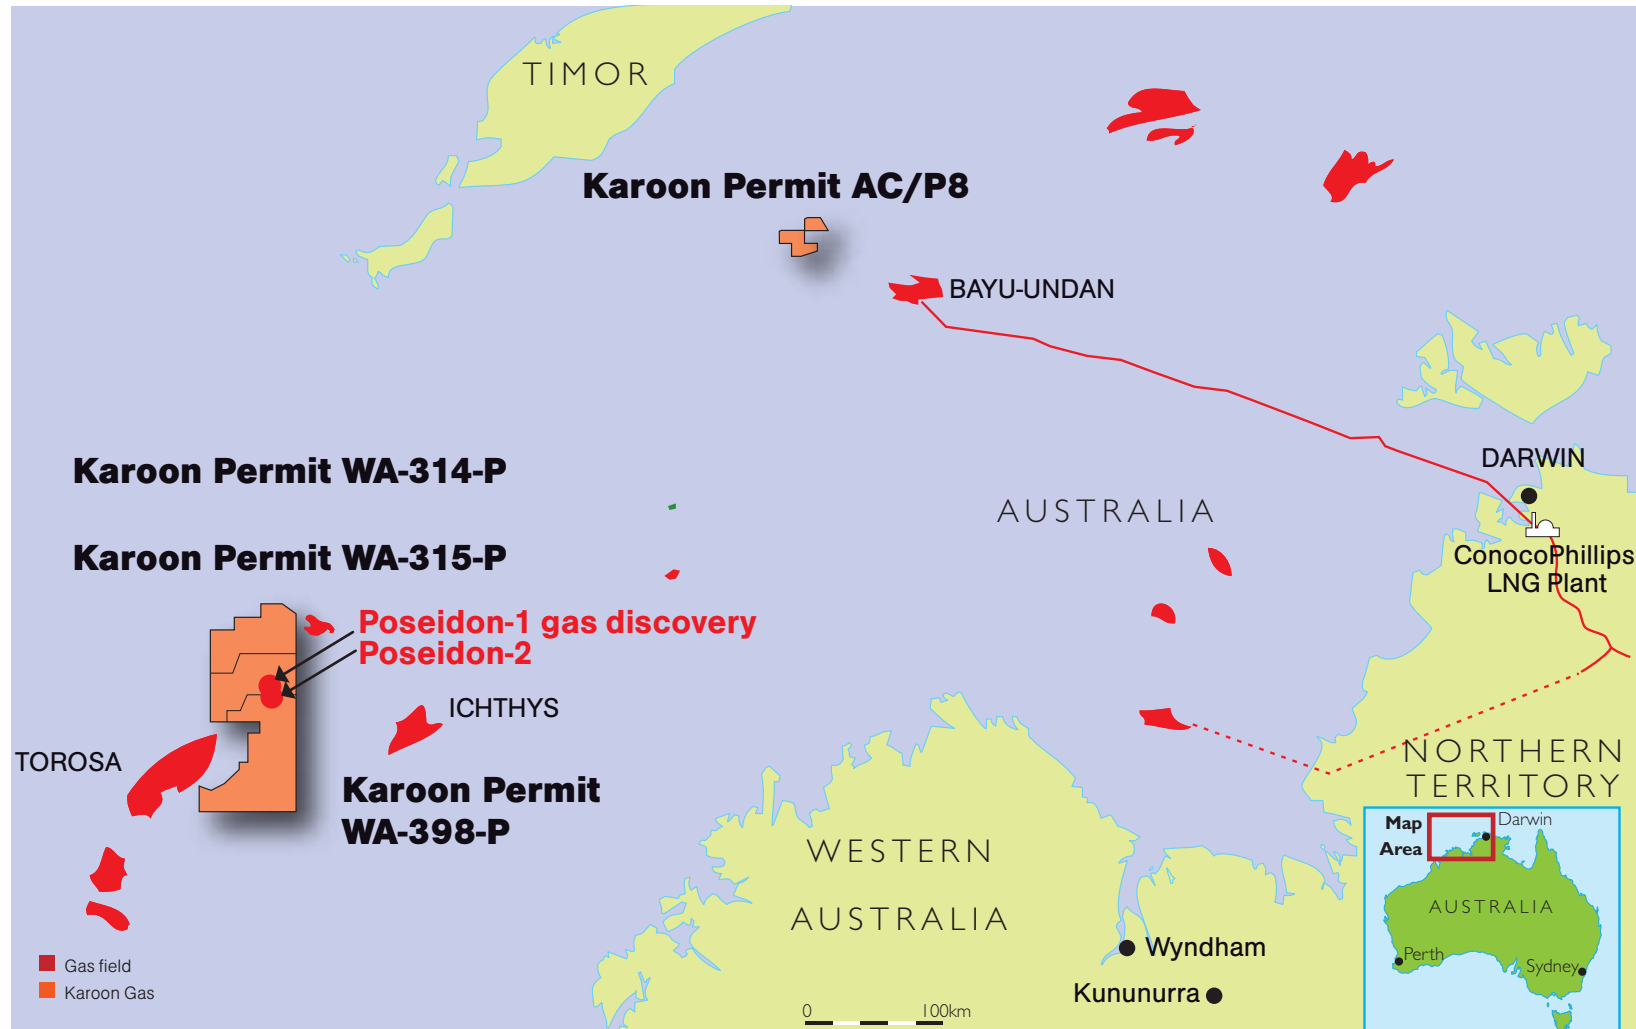 TIMOR
Karoon Permit AC/P8
BAYU-UNDAN
DARWIN
Karoon Permit WA-314-P
AUSTRALIA
ConocoPhillips
LNG Plant
Karoon Permit WA-315-P
Poseidon-1 gas discovery
Poseidon-2
ICHTHYS
TOROSA
NORTHERN
TERRITORY
Karoon Permit
WA-398-P
WESTERN
AUSTRALIA
Wyndham
Kununurra
Gas field
Karoon Gas
0 100km
Map
Area
Darwin
AUSTRALIA
Perth
Sydney